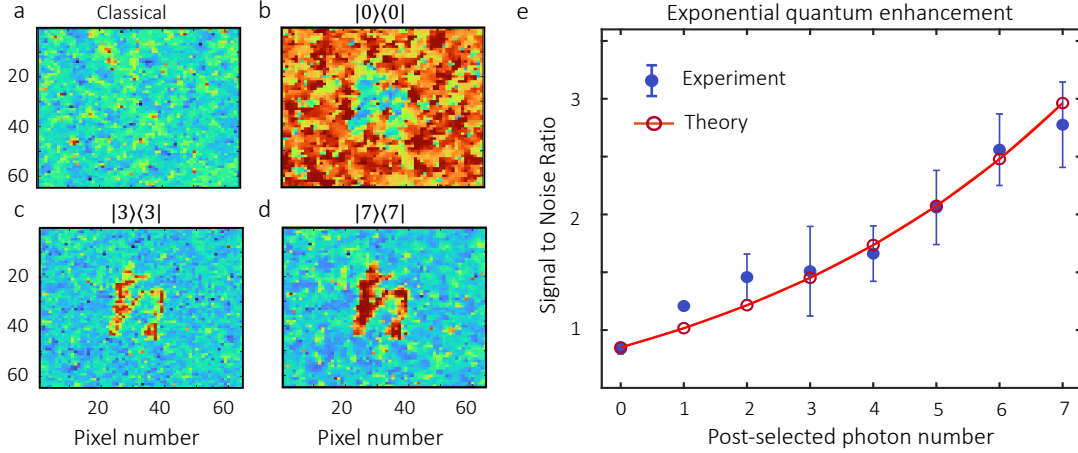 a Classical
20
40
60
b |0⟩⟨0|
c |3⟩⟨3|
20
40
60
20 40 60
Pixel number
d |7⟩⟨7|
20 40 60
Pixel number
e Exponential quantum enhancement
Experiment
Theory
Signal to Noise Ratio
3
2
1
0 1 2 3 4 5 6 7
Post-selected photon number